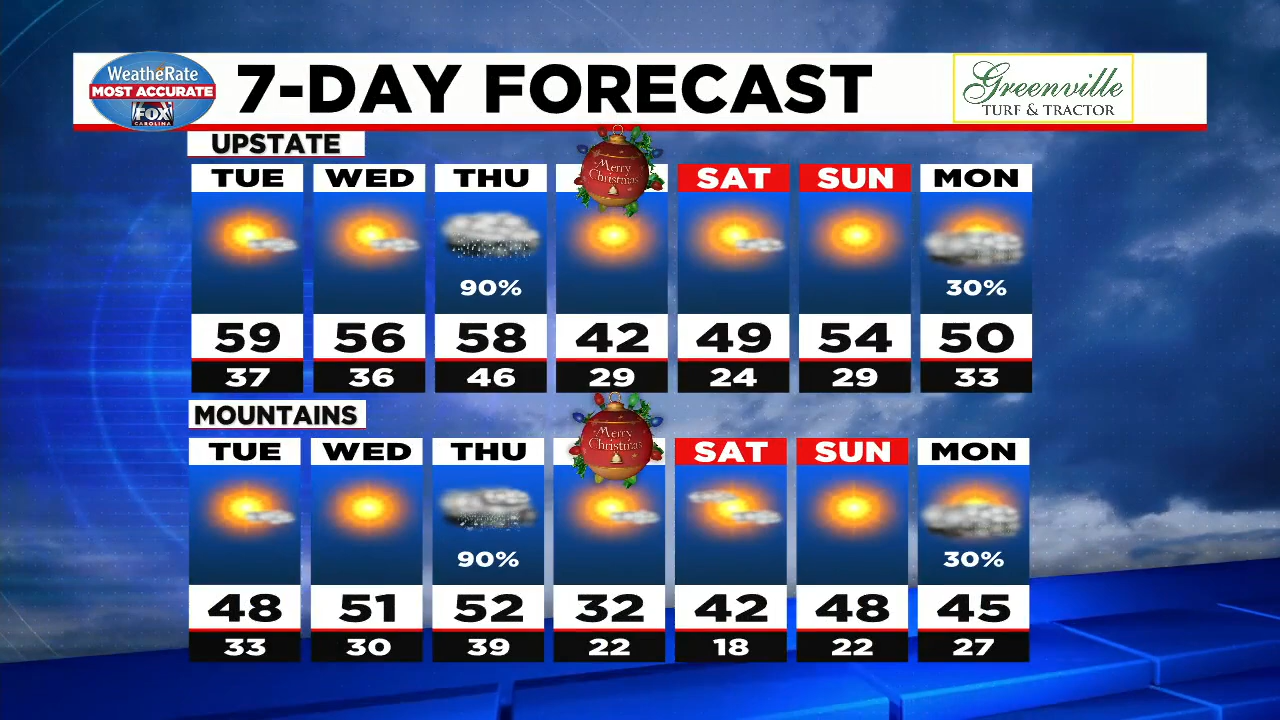 WeatheRate
MOST ACCURATE
FOX
CAROLINA
7-DAY FORECAST
Greenville
TURF & TRACTOR
UPSTATE
TUE WED THU Merry Christmas SAT SUN MON
90% 30%
59 56 58 42 49 54 50
37 36 46 29 24 29 33
MOUNTAINS
TUE WED THU Merry Christmas SAT SUN MON
90% 30%
48 51 52 32 42 48 45
33 30 39 22 18 22 27